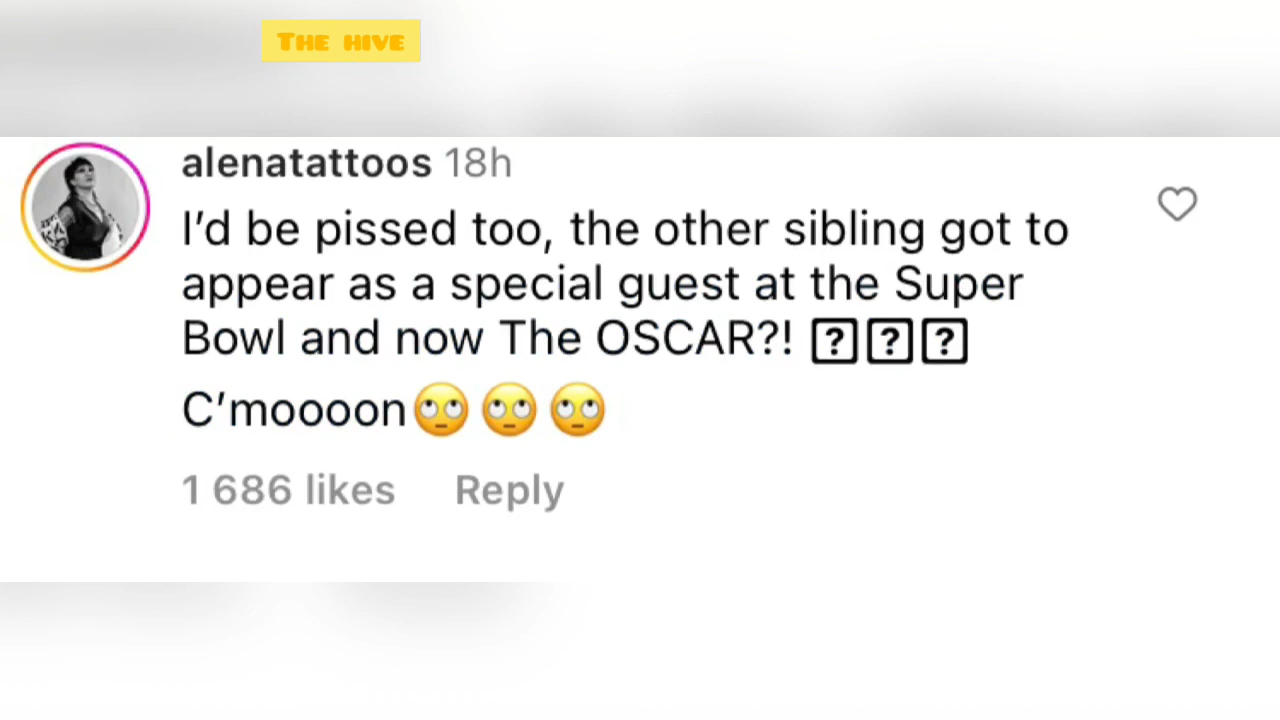 THE HIVE
alenatattoos 18h
I’d be pissed too, the other sibling got to
appear as a special guest at the Super
Bowl and now The OSCAR?! ⍰⍰⍰
C’moooon🙄🙄🙄
1 686 likes Reply